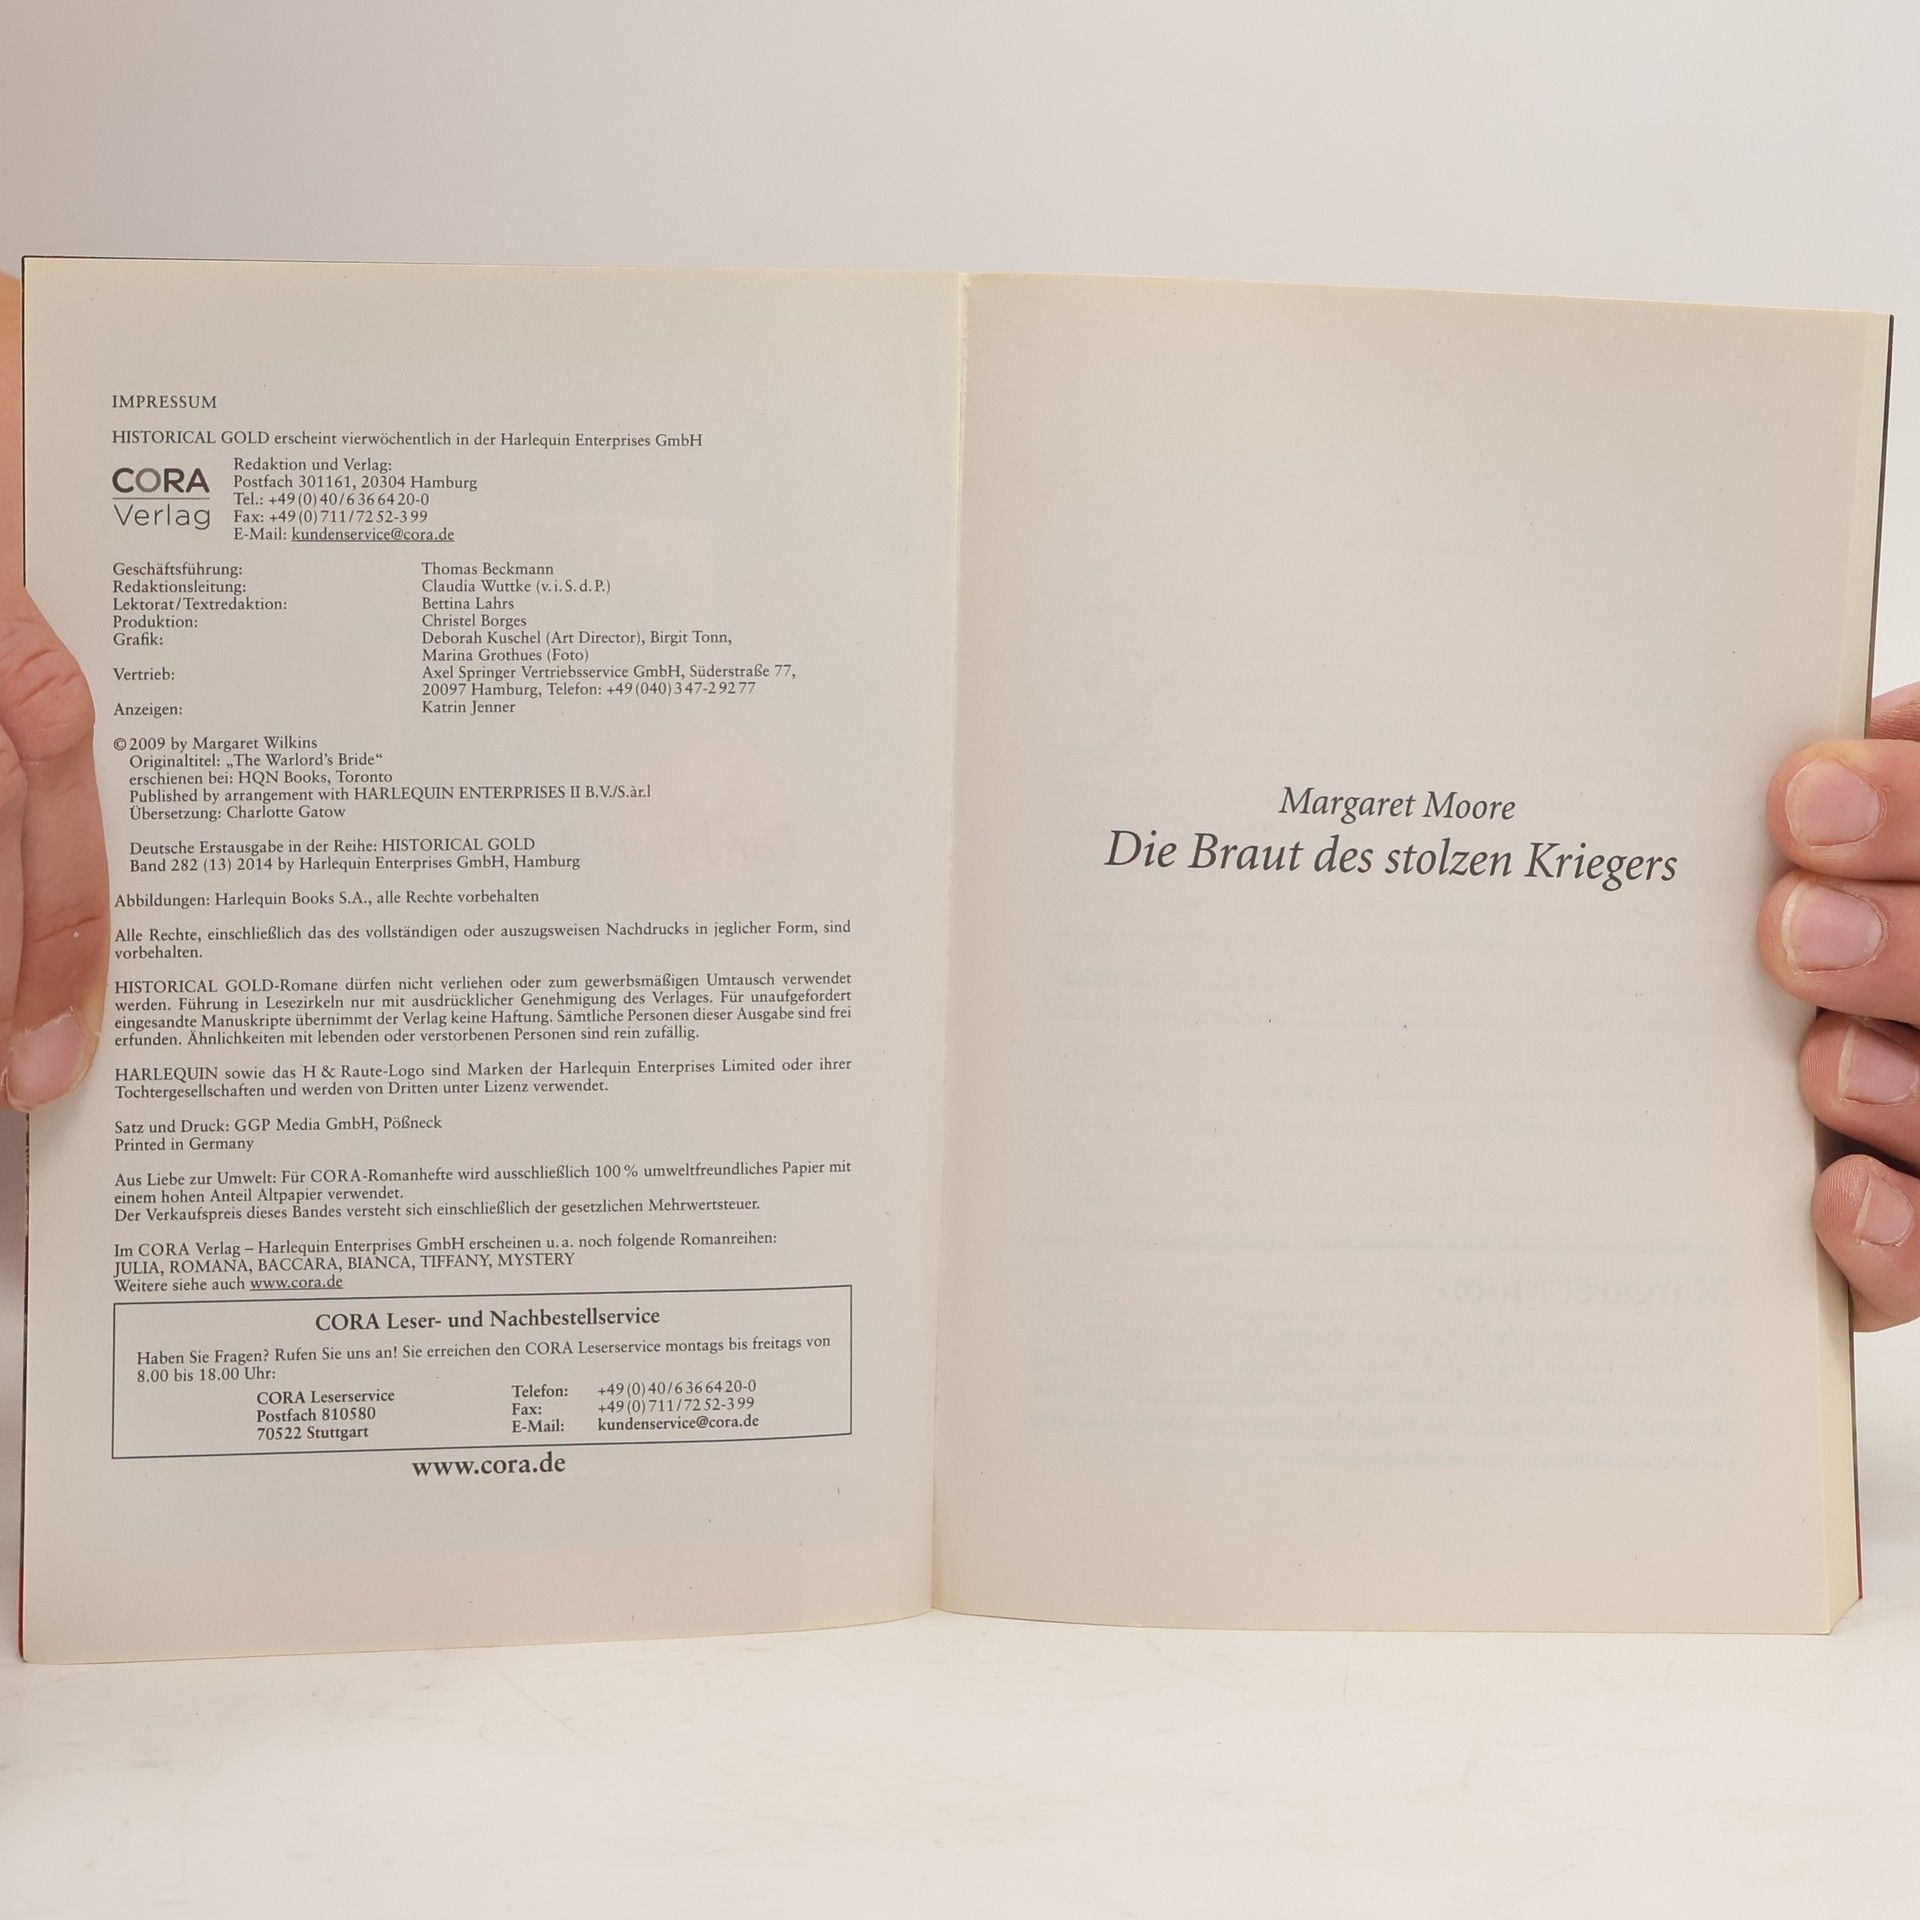 IMPRESSUM
HISTORICAL GOLD erscheint vierwöchentlich in der Harlequin Enterprises GmbH
CORA
Verlag
Redaktion und Verlag:
Postfach 301161, 20304 Hamburg
Tel.: +49(0)40/6366420-0
Fax: +49(0)711/7252-399
E-Mail: kundenservice@cora.de
Geschäftsführung: Thomas Beckmann
Redaktionsleitung: Claudia Wuttke (v.i.S.d.P.)
Lektorat/Textredaktion: Bettina Lahrs
Produktion: Christel Borges
Grafik: Deborah Kuschel (Art Director), Birgit Tonn,
Marina Grothues (Foto)
Vertrieb: Axel Springer Vertriebsservice GmbH, Süderstraße 77,
20097 Hamburg, Telefon: +49(040)347-29277
Anzeigen: Katrin Jenner
©2009 by Margaret Wilkins
Originaltitel: „The Warlord's Bride“
erschienen bei: HQN Books, Toronto
Published by arrangement with HARLEQUIN ENTERPRISES II B.V./S.àr.l
Übersetzung: Charlotte Gatow
Deutsche Erstausgabe in der Reihe: HISTORICAL GOLD
Band 282 (13) 2014 by Harlequin Enterprises GmbH, Hamburg
Abbildungen: Harlequin Books S.A., alle Rechte vorbehalten
Alle Rechte, einschließlich das des vollständigen oder auszugsweisen Nachdrucks in jeglicher Form, sind
vorbehalten.
HISTORICAL GOLD-Romane dürfen nicht verliehen oder zum gewerbsmäßigen Umtausch verwendet
werden. Führung in Lesezirkeln nur mit ausdrücklicher Genehmigung des Verlages. Für unaufgefordert
eingesandte Manuskripte übernimmt der Verlag keine Haftung. Sämtliche Personen dieser Ausgabe sind frei
erfunden. Ähnlichkeiten mit lebenden oder verstorbenen Personen sind rein zufällig.
HARLEQUIN sowie das H & Raute-Logo sind Marken der Harlequin Enterprises Limited oder ihrer
Tochtergesellschaften und werden von Dritten unter Lizenz verwendet.
Satz und Druck: GGP Media GmbH, Pößneck
Printed in Germany
Aus Liebe zur Umwelt: Für CORA-Romanhefte wird ausschließlich 100 % umweltfreundliches Papier mit
einem hohen Anteil Altpapier verwendet.
Der Verkaufspreis dieses Bandes versteht sich einschließlich der gesetzlichen Mehrwertsteuer.
Im CORA Verlag – Harlequin Enterprises GmbH erscheinen u.a. noch folgende Romanreihen:
JULIA, ROMANA, BACCARA, BIANCA, TIFFANY, MYSTERY
Weitere siehe auch www.cora.de
CORA Leser- und Nachbestellservice
Haben Sie Fragen? Rufen Sie uns an! Sie erreichen den CORA Leserservice montags bis freitags von
8.00 bis 18.00 Uhr:
CORA Leserservice
Postfach 810580
70522 Stuttgart
Telefon: +49(0)40/6366420-0
Fax: +49(0)711/7252-399
E-Mail: kundenservice@cora.de
www.cora.de
Margaret Moore
Die Braut des stolzen Kriegers